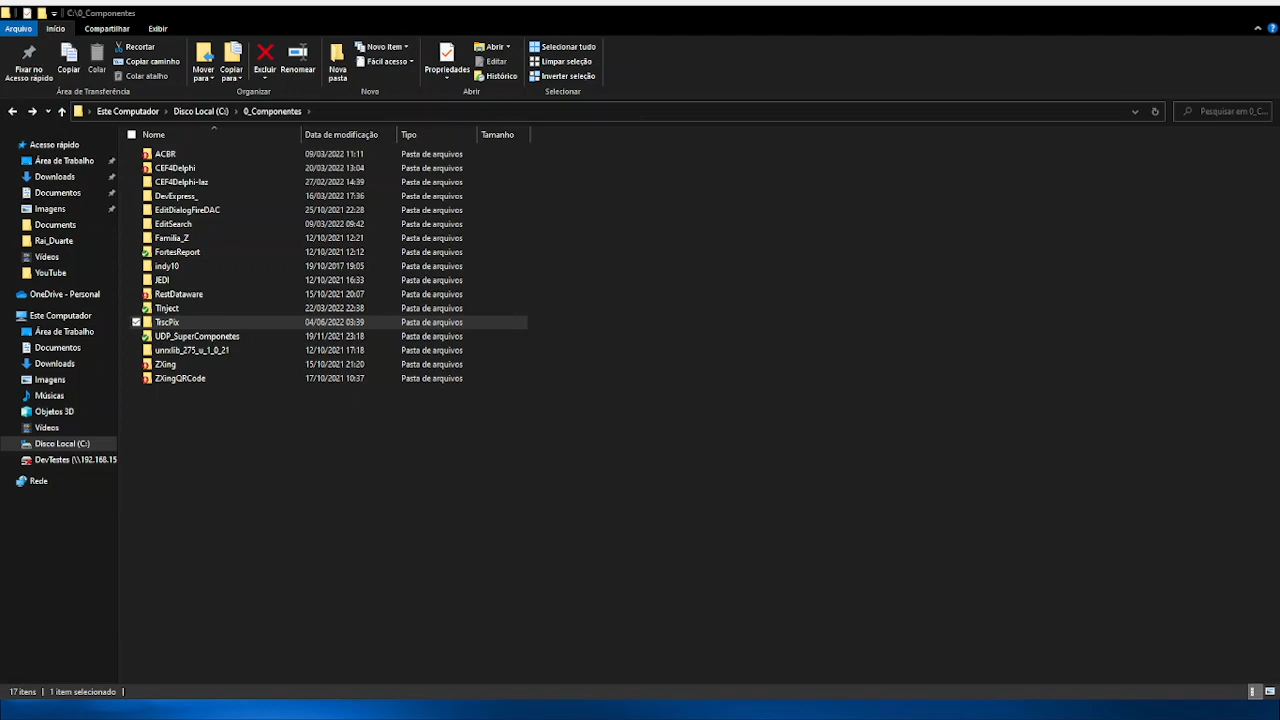 C:\0_Componentes
Arquivo Início Compartilhar Exibir
Fixar no Acesso rápido
Copiar
Colar
Recortar
Copiar caminho
Colar atalho
Área de Transferência
Mover para
Copiar para
Excluir
Renomear
Organizar
Nova pasta
Novo item
Fácil acesso
Novo
Propriedades
Abrir
Editar
Histórico
Abrir
Selecionar tudo
Limpar seleção
Inverter seleção
Selecionar
Este Computador > Disco Local (C:) > 0_Componentes >
Pesquisar em 0_C...
Acesso rápido
Área de Trabalho
Downloads
Documentos
Imagens
Documents
Rai_Duarte
Vídeos
YouTube
OneDrive - Personal
Este Computador
Área de Trabalho
Documentos
Downloads
Imagens
Músicas
Objetos 3D
Vídeos
Disco Local (C:)
DevTestes (\\192.168.15
Rede
Nome Data de modificação Tipo Tamanho
ACBR 09/03/2022 11:11 Pasta de arquivos
CEF4Delphi 20/03/2022 13:04 Pasta de arquivos
CEF4Delphi-laz 27/02/2022 14:39 Pasta de arquivos
DevExpress_ 16/03/2022 17:36 Pasta de arquivos
EditDialogFireDAC 25/10/2021 22:28 Pasta de arquivos
EditSearch 09/03/2022 09:42 Pasta de arquivos
Familia_Z 12/10/2021 12:21 Pasta de arquivos
FortesReport 12/10/2021 12:12 Pasta de arquivos
indy10 19/10/2017 19:05 Pasta de arquivos
JEDI 12/10/2021 16:33 Pasta de arquivos
RestDataware 15/10/2021 20:07 Pasta de arquivos
TInject 22/03/2022 22:38 Pasta de arquivos
TrscPix 04/06/2022 03:39 Pasta de arquivos
UDP_SuperComponetes 19/11/2021 23:18 Pasta de arquivos
unrxlib_275_u_1_0_21 12/10/2021 17:18 Pasta de arquivos
ZXing 15/10/2021 21:20 Pasta de arquivos
ZXingQRCode 17/10/2021 10:37 Pasta de arquivos
17 itens 1 item selecionado